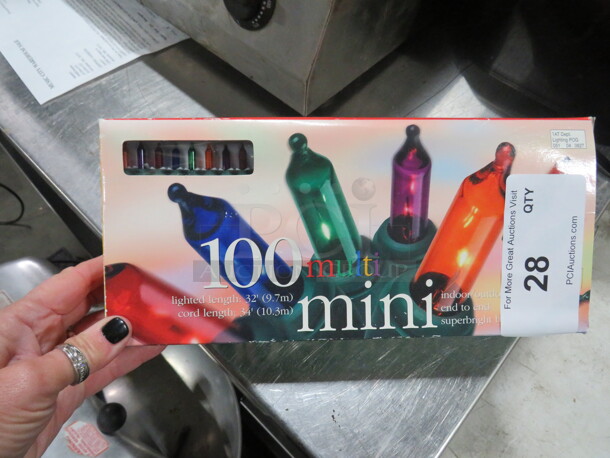 100 multi
mini
lighted length: 32' (9.7m)
cord length: 34' (10.3m)
indoor
end to end
superbright
For More Great Auctions Visit
28
QTY
PCIAuctions.com
PCI